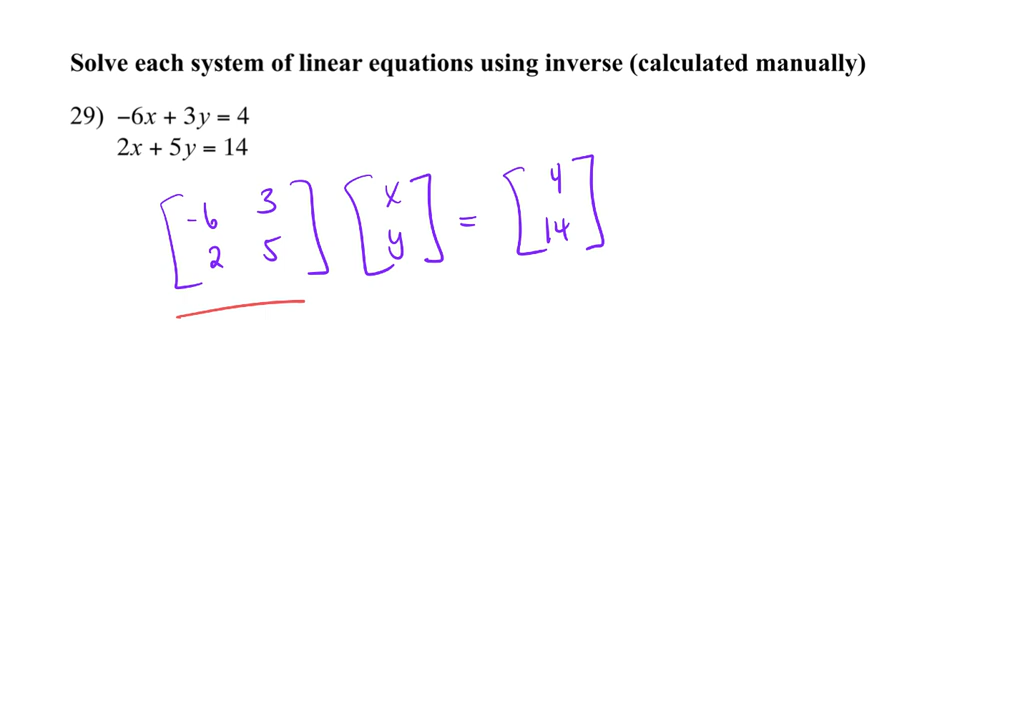 Solve each system of linear equations using inverse (calculated manually)
29) −6x + 3y = 4
2x + 5y = 14
[-6 3] [x] = [4]
[2 5] [y] [14]